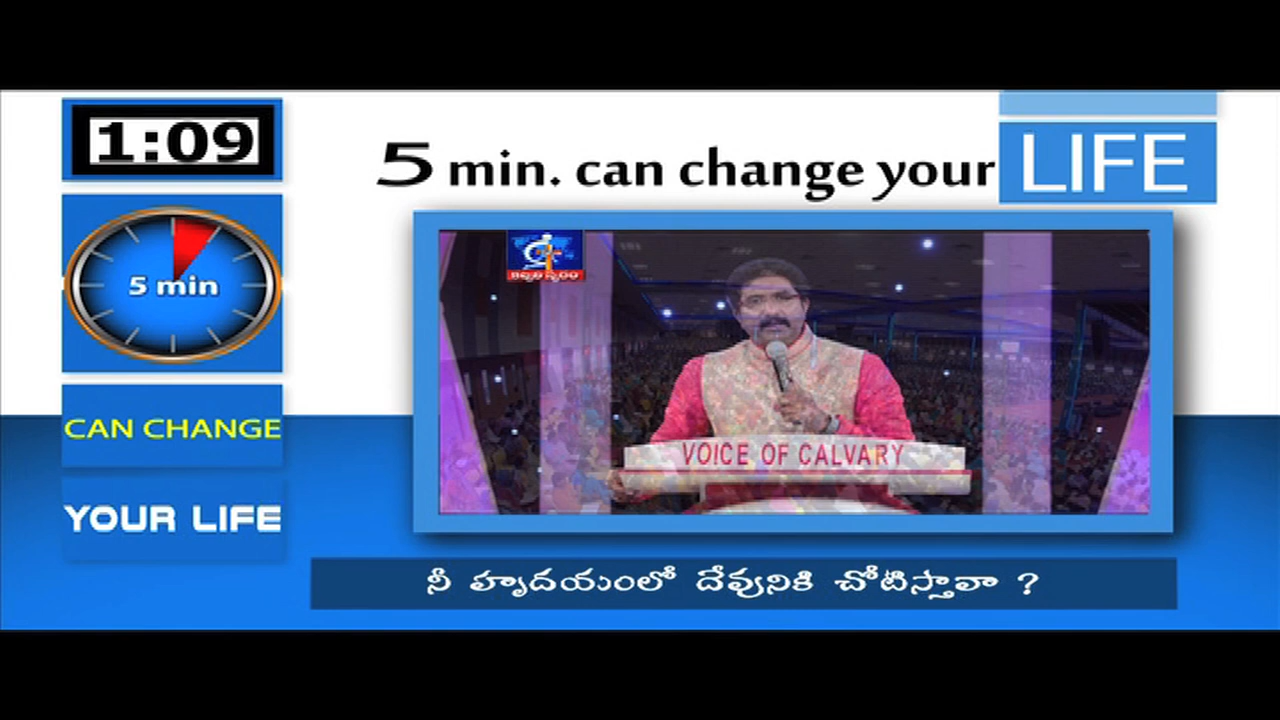 1:09
5 min. can change your LIFE
5 min
CAN CHANGE
YOUR LIFE
VOICE OF CALVARY
నీ హృదయంలో దేవునికి చోటిస్తావా ?